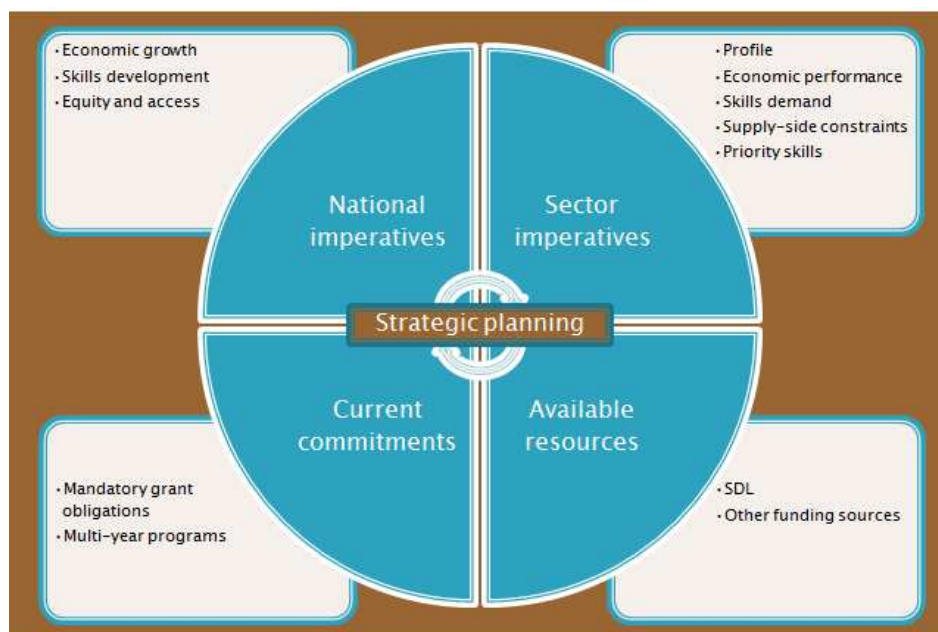 ·Economic growth
·Skills development
·Equity and access
·Profile
·Economic performance
·Skills demand
·Supply-side constraints
·Priority skills
National
imperatives
Sector
imperatives
Strategic planning
Current
commitments
Available
resources
·Mandatory grant
obligations
·Multi-year programs
·SDL
·Other funding sources